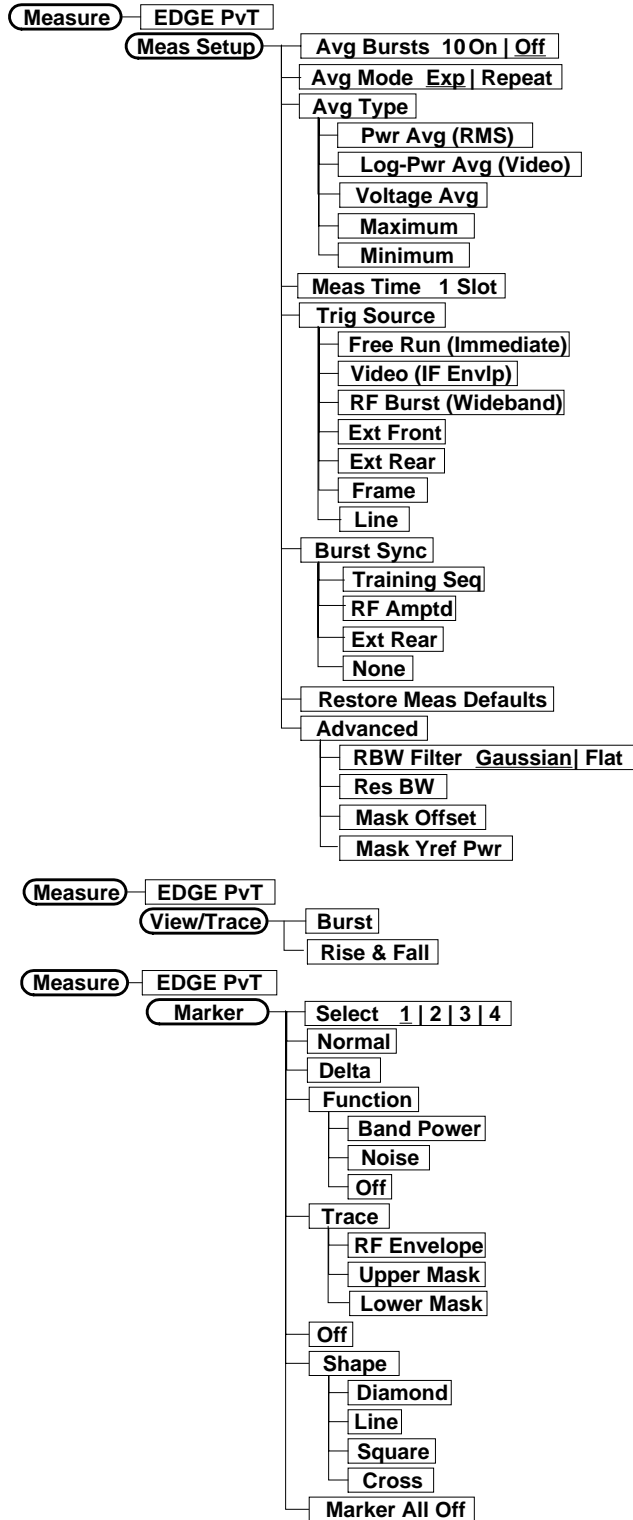 Measure EDGE PvT
Meas Setup Avg Bursts 10 On | Off
Avg Mode Exp | Repeat
Avg Type
Pwr Avg (RMS)
Log-Pwr Avg (Video)
Voltage Avg
Maximum
Minimum
Meas Time 1 Slot
Trig Source
Free Run (Immediate)
Video (IF Envlp)
RF Burst (Wideband)
Ext Front
Ext Rear
Frame
Line
Burst Sync
Training Seq
RF Amptd
Ext Rear
None
Restore Meas Defaults
Advanced
RBW Filter Gaussian | Flat
Res BW
Mask Offset
Mask Yref Pwr
Measure EDGE PvT
View/Trace Burst
Rise & Fall
Measure EDGE PvT
Marker Select 1 | 2 | 3 | 4
Normal
Delta
Function
Band Power
Noise
Off
Trace
RF Envelope
Upper Mask
Lower Mask
Off
Shape
Diamond
Line
Square
Cross
Marker All Off